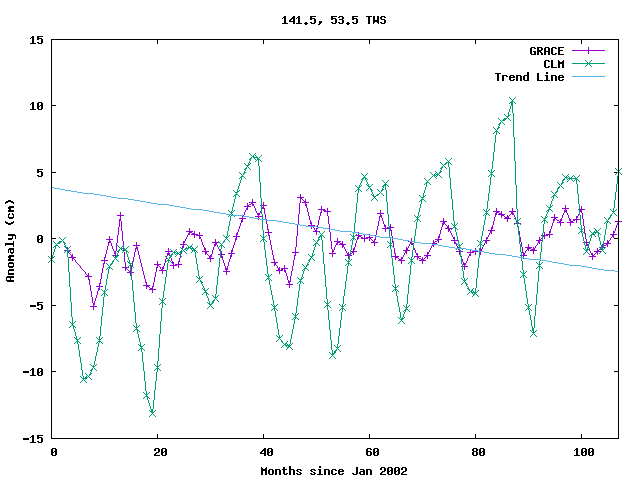 141.5, 53.5 TWS
GRACE
CLM
Trend Line
15
10
5
0
-5
-10
-15
Anomaly (cm)
0 20 40 60 80 100
Months since Jan 2002